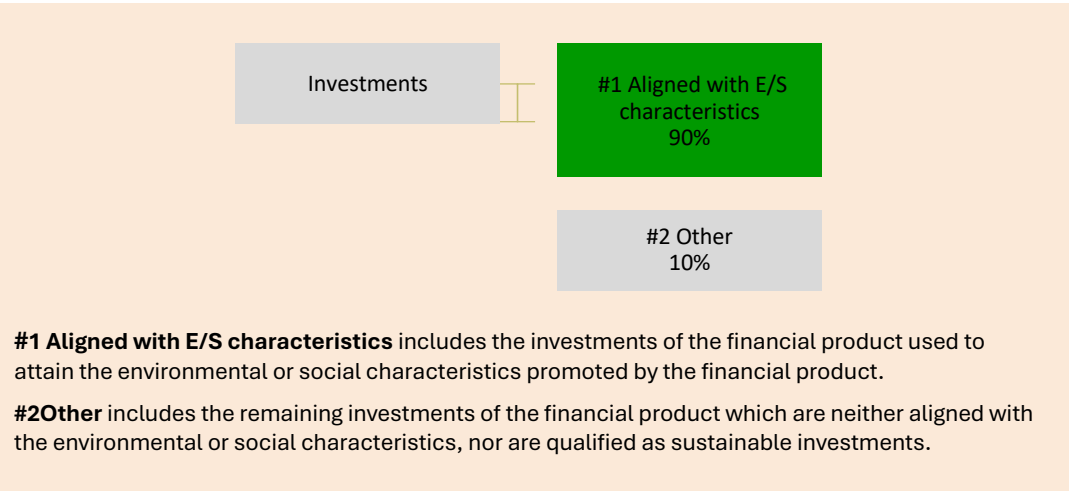 Investments
#1 Aligned with E/S
characteristics
90%
#2 Other
10%
#1 Aligned with E/S characteristics includes the investments of the financial product used to
attain the environmental or social characteristics promoted by the financial product.
#2Other includes the remaining investments of the financial product which are neither aligned with
the environmental or social characteristics, nor are qualified as sustainable investments.